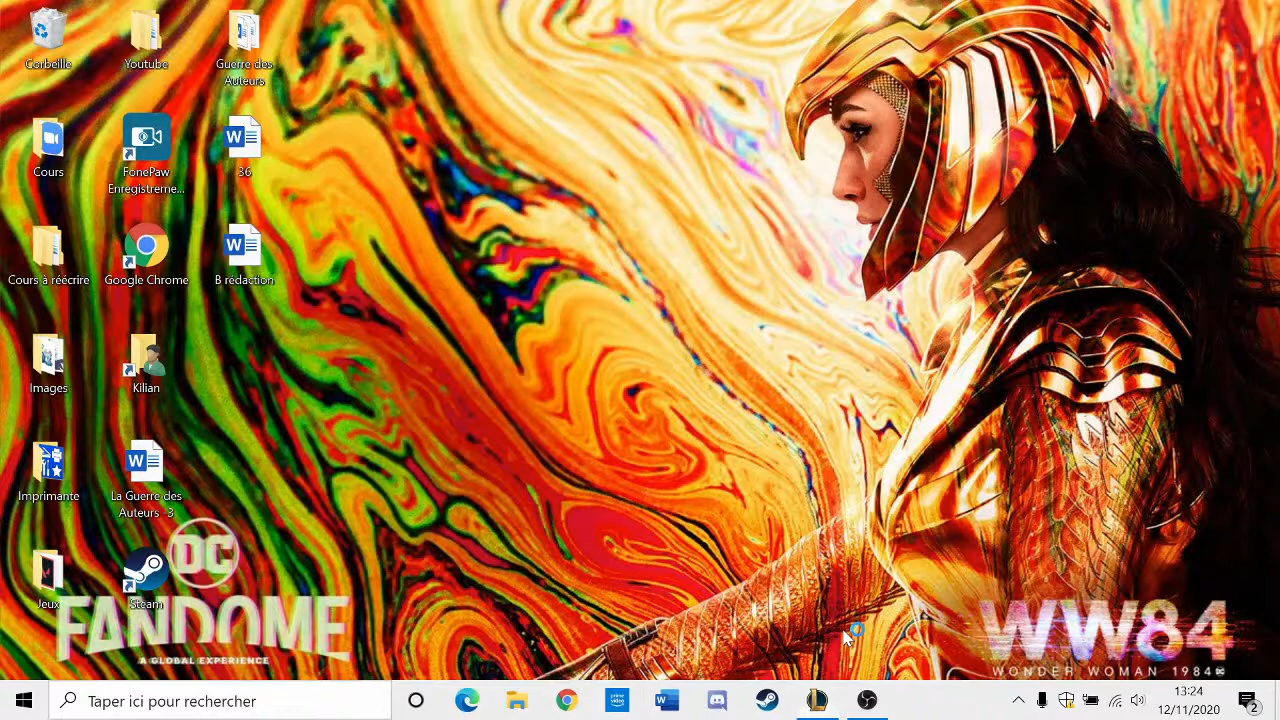 Corbeille
Youtube
Guerre des
Auteurs
Cours
FonePaw
Enregistreme...
36
Cours à réécrire
Google Chrome
B rédaction
Images
Kilian
Imprimante
La Guerre des
Auteurs -3
Jeux
Steam
DC
FANDOME
A GLOBAL EXPERIENCE
WW84
WONDER WOMAN 1984
Taper ici pour rechercher
prime video
13:24
12/11/2020
2